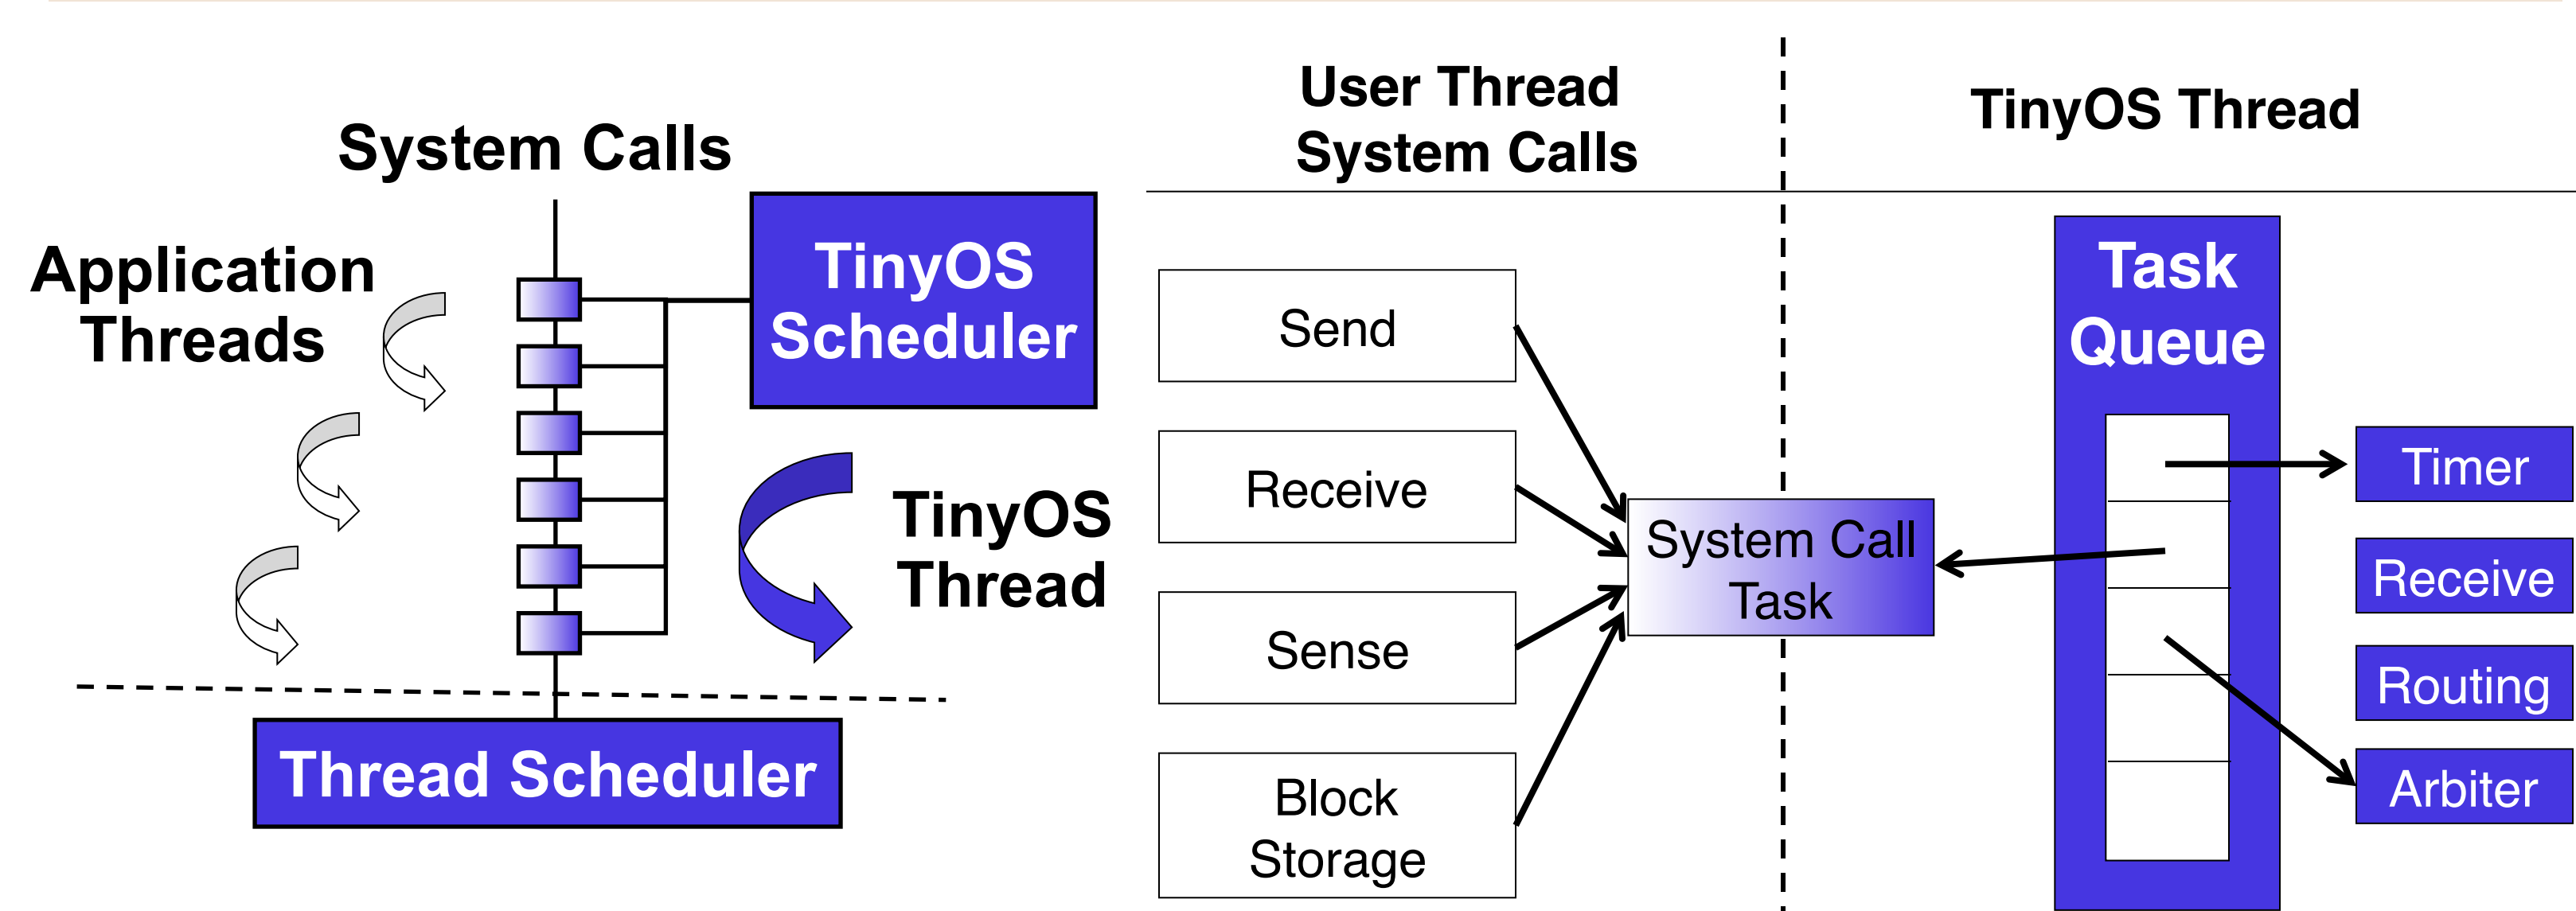 System Calls
Application
Threads
TinyOS
Scheduler
TinyOS
Thread
Thread Scheduler
User Thread
System Calls
TinyOS Thread
Send
Receive
Sense
Block
Storage
System Call
Task
Task
Queue
Timer
Receive
Routing
Arbiter